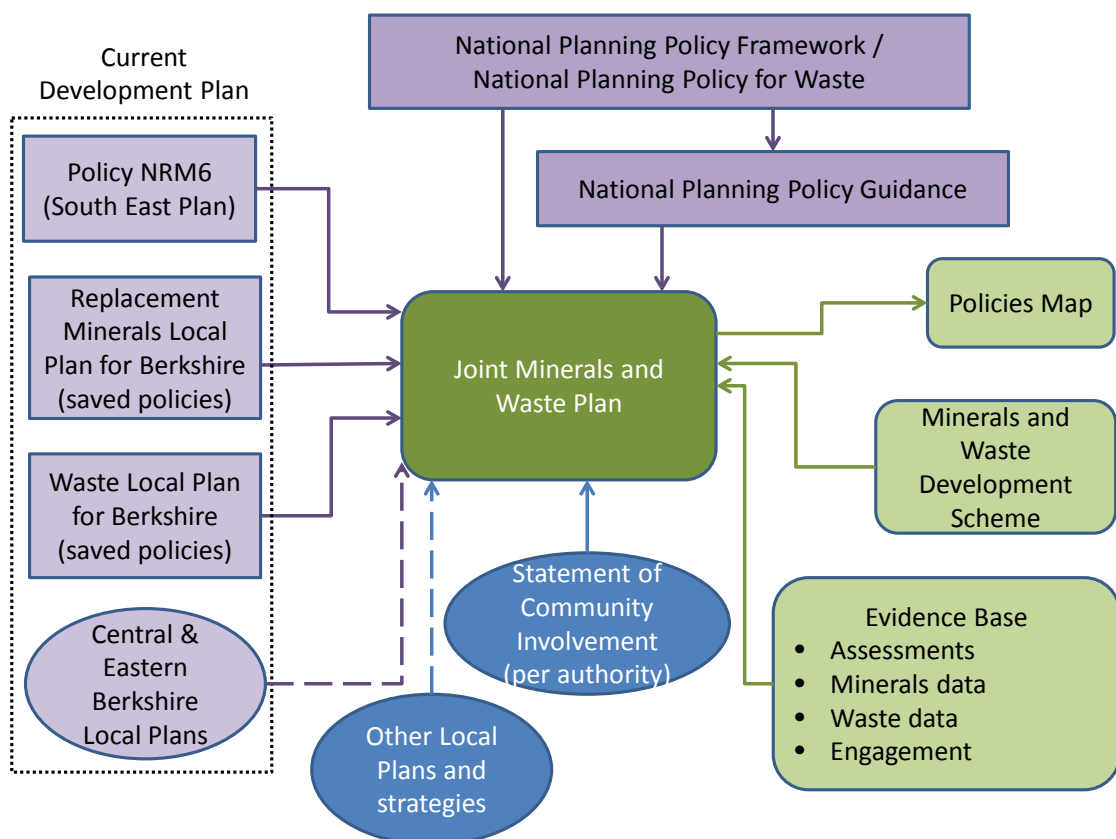 Current
Development Plan
National Planning Policy Framework /
National Planning Policy for Waste
Policy NRM6
(South East Plan)
National Planning Policy Guidance
Replacement
Minerals Local
Plan for Berkshire
(saved policies)
Joint Minerals and
Waste Plan
Policies Map
Minerals and
Waste
Development
Scheme
Waste Local Plan
for Berkshire
(saved policies)
Statement of
Community
Involvement
(per authority)
Central &
Eastern
Berkshire
Local Plans
Other Local
Plans and
strategies
Evidence Base
• Assessments
• Minerals data
• Waste data
• Engagement